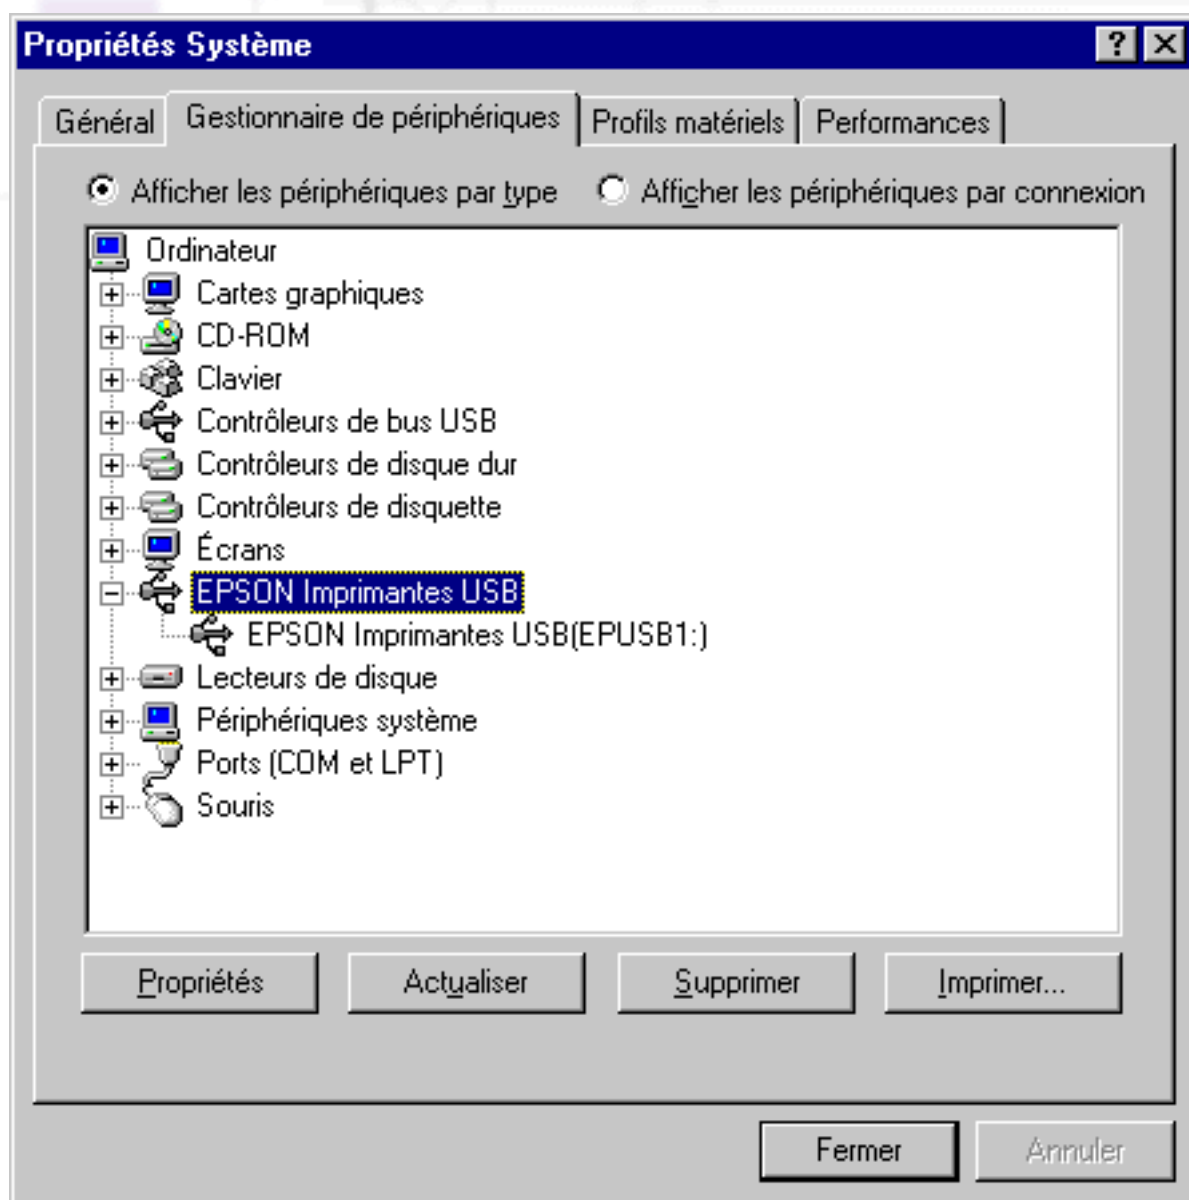 Propriétés Système
Général Gestionnaire de périphériques Profils matériels Performances
Afficher les périphériques par type Afficher les périphériques par connexion
Ordinateur
Cartes graphiques
CD-ROM
Clavier
Contrôleurs de bus USB
Contrôleurs de disque dur
Contrôleurs de disquette
Écrans
EPSON Imprimantes USB
EPSON Imprimantes USB(EPUSB1:)
Lecteurs de disque
Périphériques système
Ports (COM et LPT)
Souris
Propriétés Actualiser Supprimer Imprimer...
Fermer Annuler